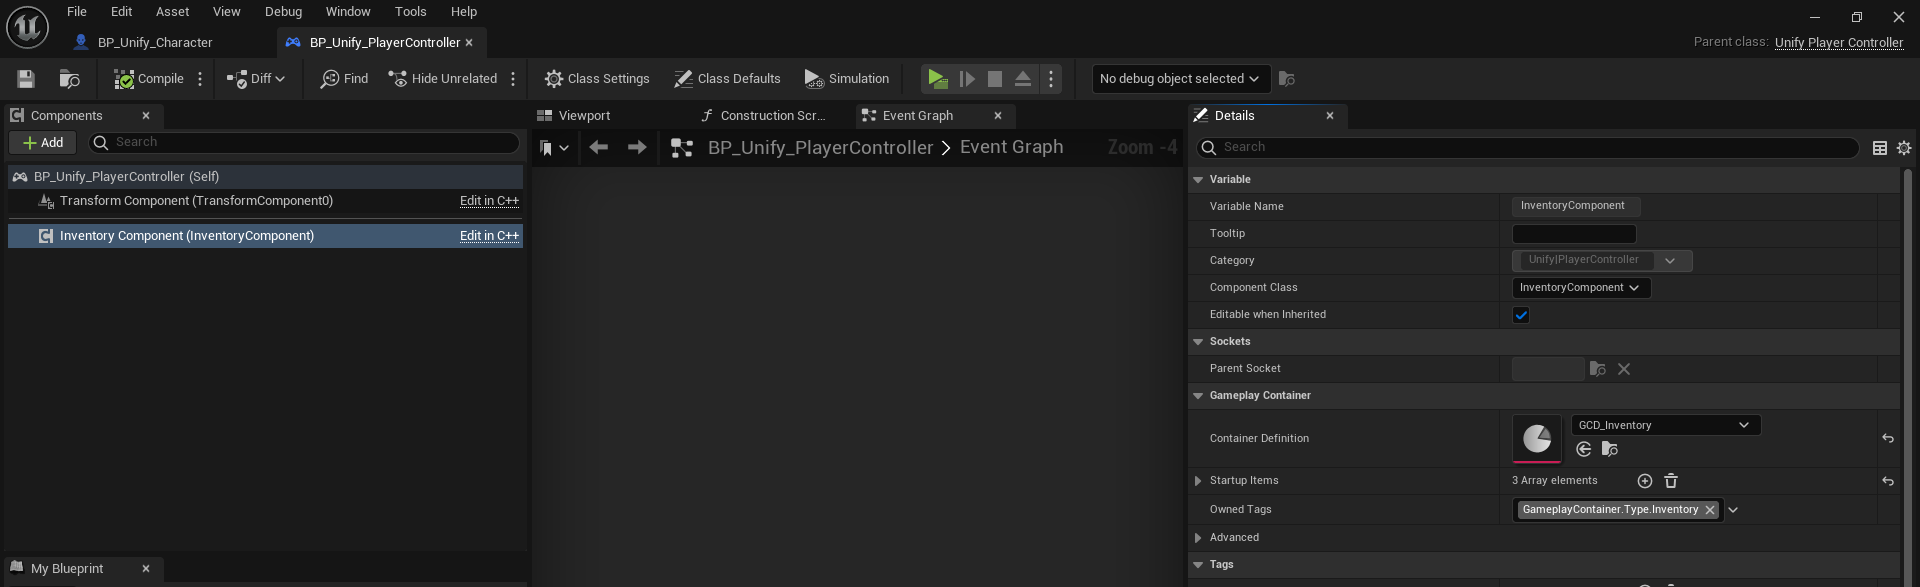 File Edit Asset View Debug Window Tools Help
BP_Unify_Character BP_Unify_PlayerController
Parent class: Unify Player Controller
Compile Diff Find Hide Unrelated Class Settings Class Defaults Simulation No debug object selected
Components
Add Search
BP_Unify_PlayerController (Self)
Transform Component (TransformComponent0) Edit in C++
Inventory Component (InventoryComponent) Edit in C++
My Blueprint
Viewport Construction Scr... Event Graph
BP_Unify_PlayerController > Event Graph Zoom -4
Details
Search
Variable
Variable Name InventoryComponent
Tooltip
Category Unify|PlayerController
Component Class InventoryComponent
Editable when Inherited
Sockets
Parent Socket
Gameplay Container
Container Definition GCD_Inventory
Startup Items 3 Array elements
Owned Tags GameplayContainer.Type.Inventory
Advanced
Tags